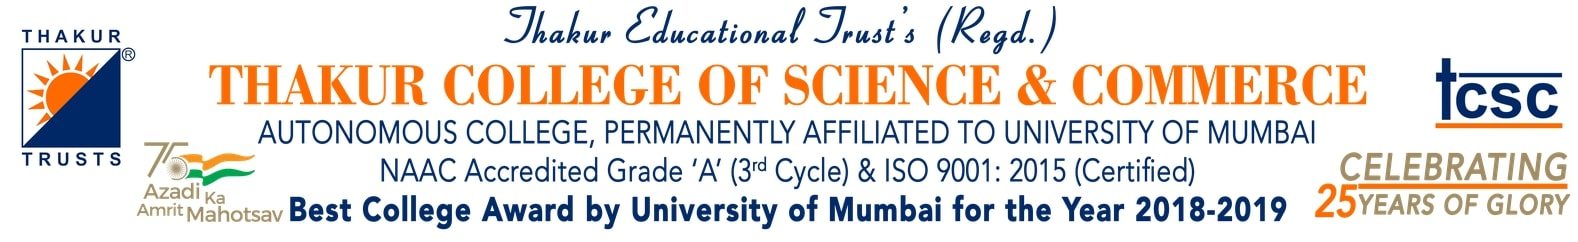 THAKUR
TRUSTS
®
Thakur Educational Trust's (Regd.)
THAKUR COLLEGE OF SCIENCE & COMMERCE
AUTONOMOUS COLLEGE, PERMANENTLY AFFILIATED TO UNIVERSITY OF MUMBAI
NAAC Accredited Grade 'A' (3rd Cycle) & ISO 9001: 2015 (Certified)
Best College Award by University of Mumbai for the Year 2018-2019
75
Azadi Ka
Amrit Mahotsav
tcsc
CELEBRATING
25 YEARS OF GLORY